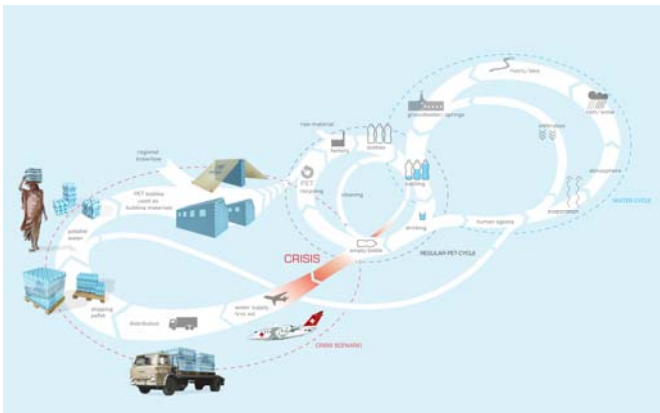 rivers/lake
groundwater/springs
rain/snow
raw-material
bottles
factory
infiltration
regional
know-how
PET
recycling
cleaning
bottling
atmosphere
PET bottles
used as
building materials
evaporation
WATER CYCLE
potable
water
drinking
human agency
empty bottle
REGULAR PET-CYCLE
CRISIS
shipping
pallet
water supply
first aid
distribution
CRISIS SCENARIO